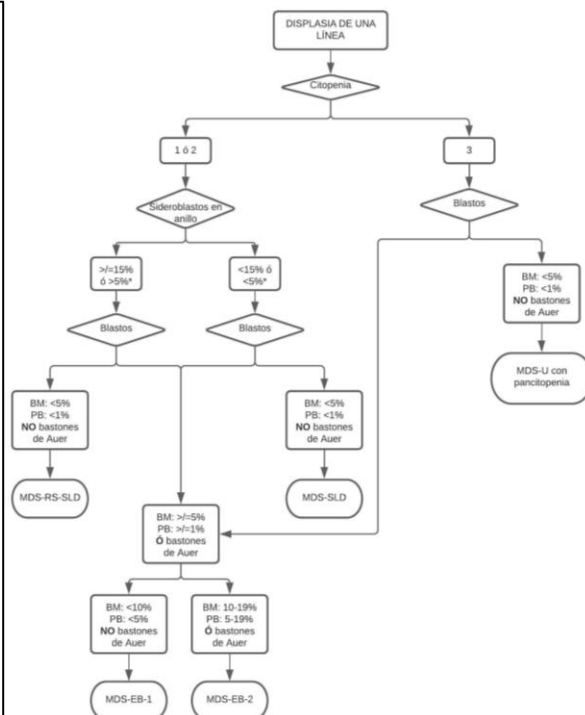 DISPLASIA DE UNA
LÍNEA
Citopenia
1 ó 2
3
Sideroblastos en
anillo
Blastos
>/=15%
ó >5%*
<15% ó
<5%*
BM: <5%
PB: <1%
NO bastones
de Auer
Blastos
Blastos
MDS-U con
pancitopenia
BM: <5%
PB: <1%
NO bastones
de Auer
BM: <5%
PB: <1%
NO bastones
de Auer
MDS-RS-SLD
MDS-SLD
BM: >/=5%
PB: >/=1%
Ó bastones
de Auer
BM: <10%
PB: <5%
NO bastones
de Auer
BM: 10-19%
PB: 5-19%
Ó bastones
de Auer
MDS-EB-1
MDS-EB-2